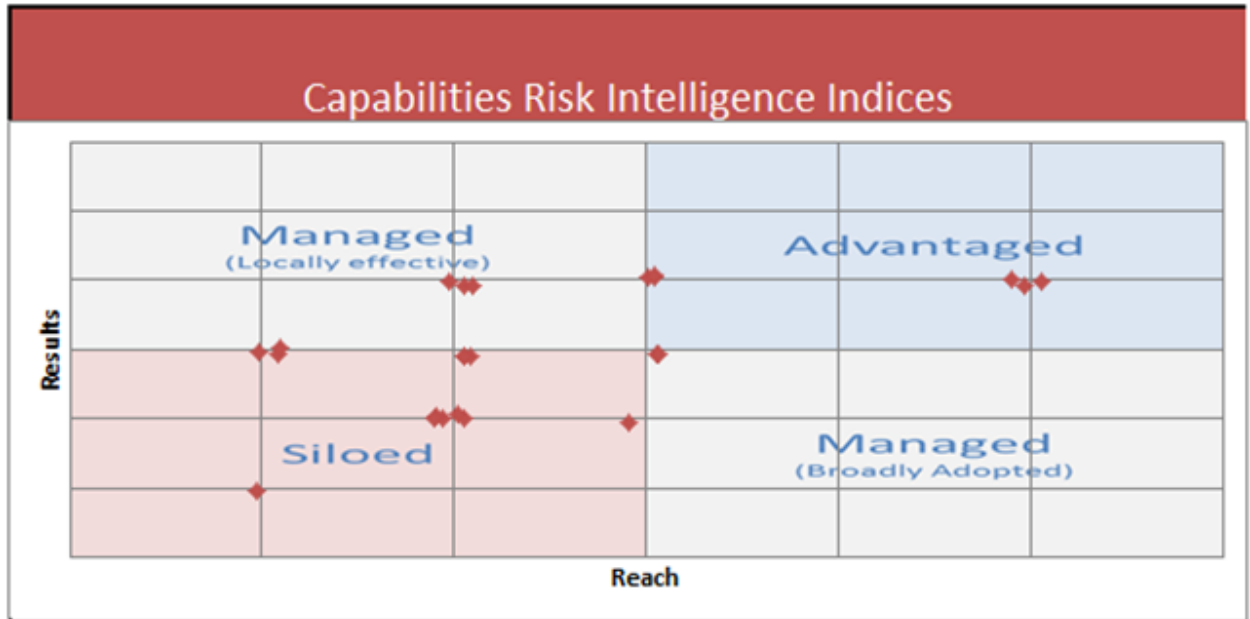 Capabilities Risk Intelligence Indices
Managed
(Locally effective)
Advantaged
Results
Siloed
Managed
(Broadly Adopted)
Reach